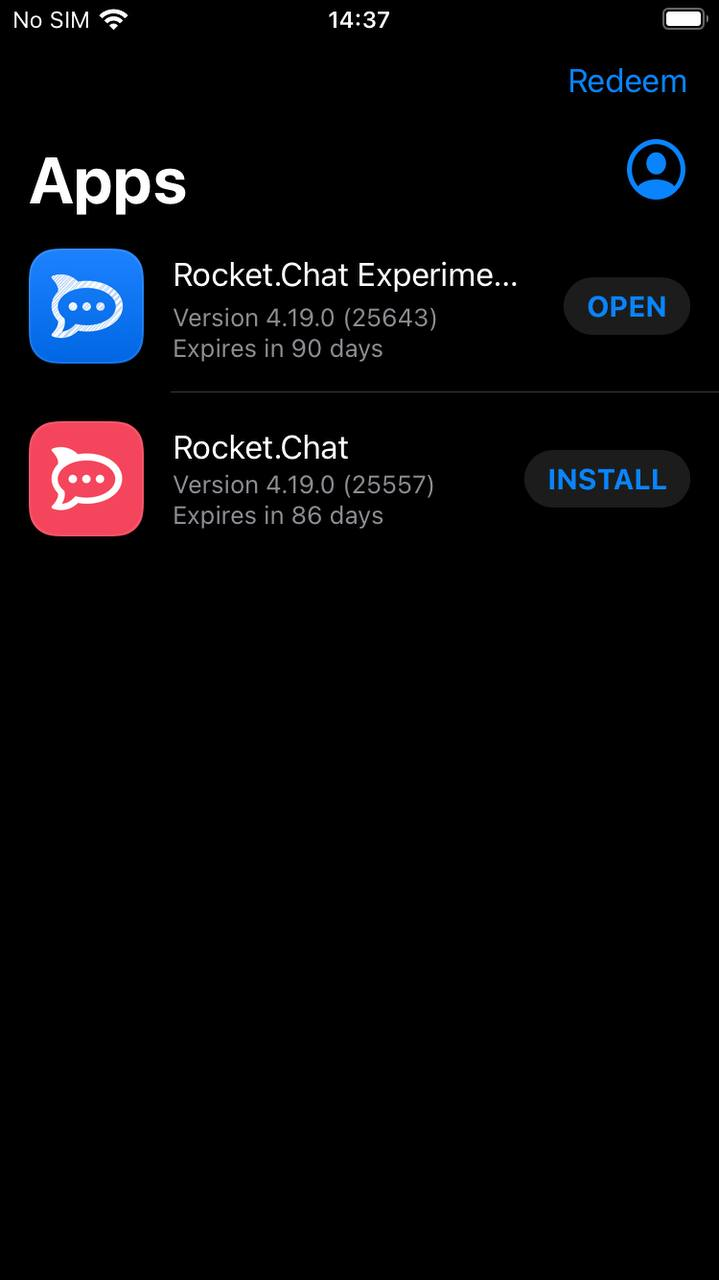 No SIM 14:37
Redeem
Apps
Rocket.Chat Experime...
Version 4.19.0 (25643)
Expires in 90 days
OPEN
Rocket.Chat
Version 4.19.0 (25557)
Expires in 86 days
INSTALL